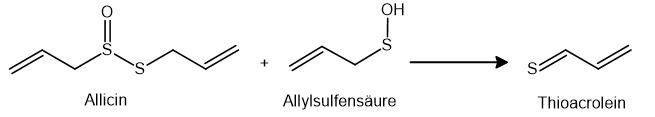 O
OH
S
S
+
S
S
Allicin
Allylsulfensäure
Thioacrolein